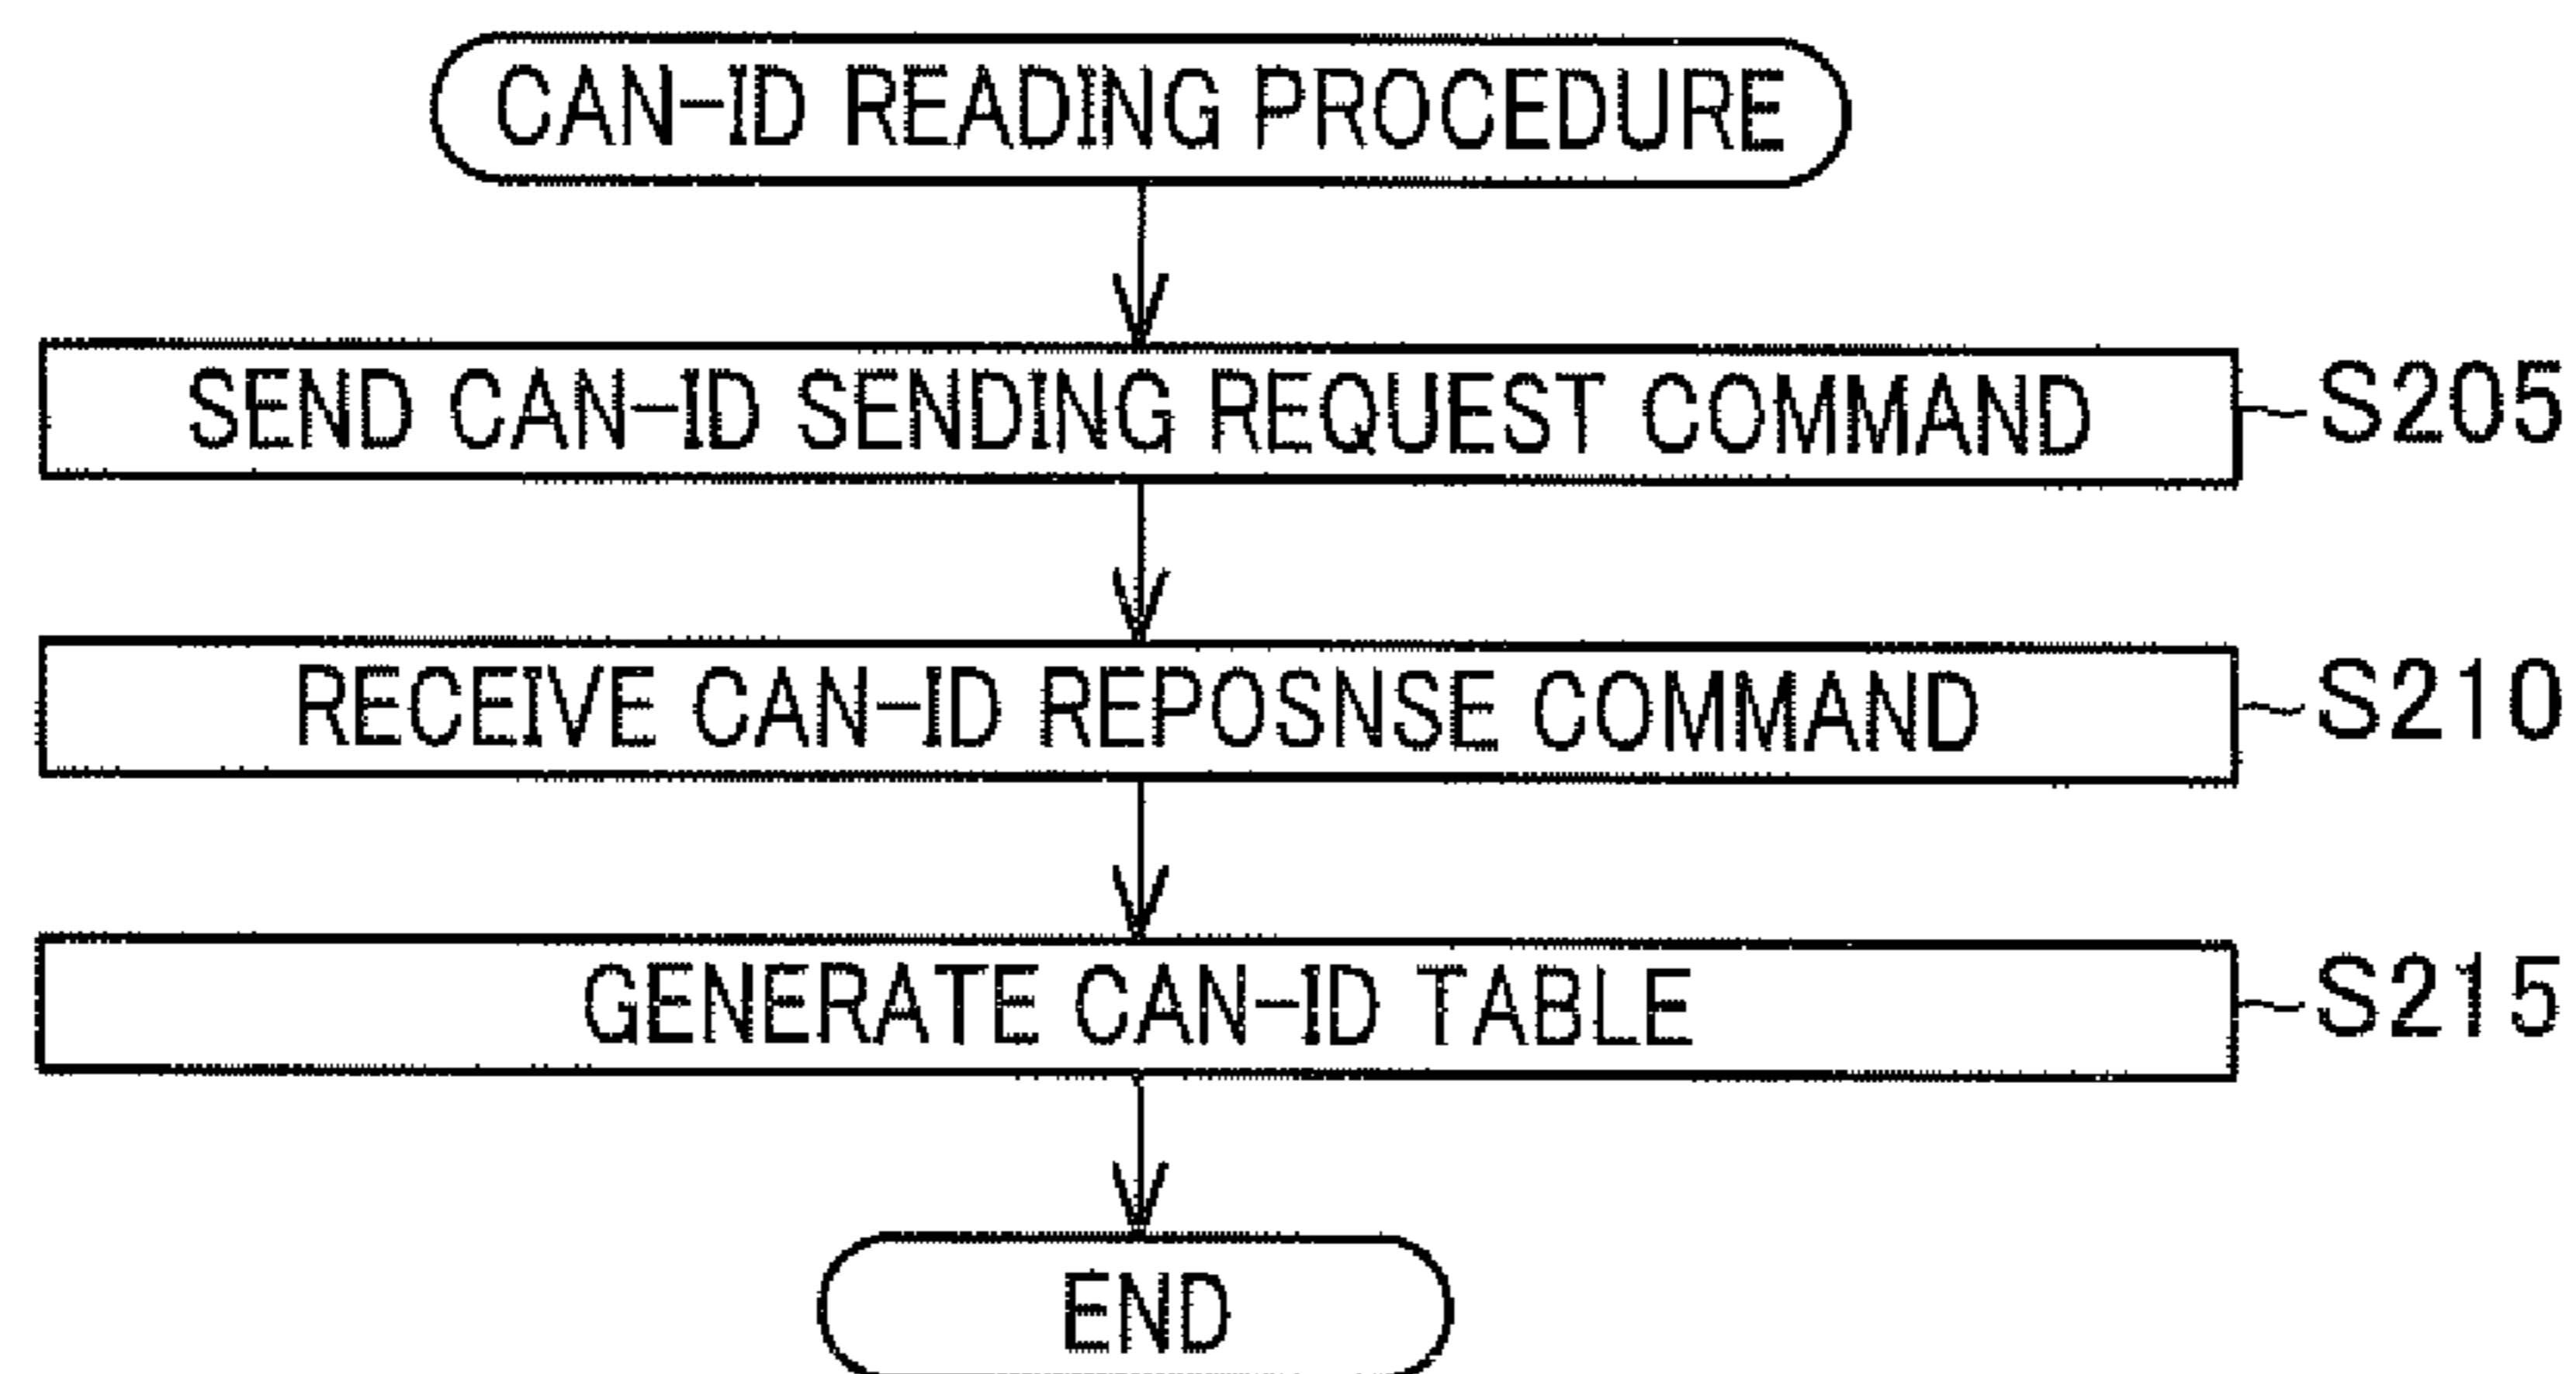 CAN-ID READING PROCEDURE
SEND CAN-ID SENDING REQUEST COMMAND
S205
RECEIVE CAN-ID REPOSNSE COMMAND
S210
GENERATE CAN-ID TABLE
S215
END